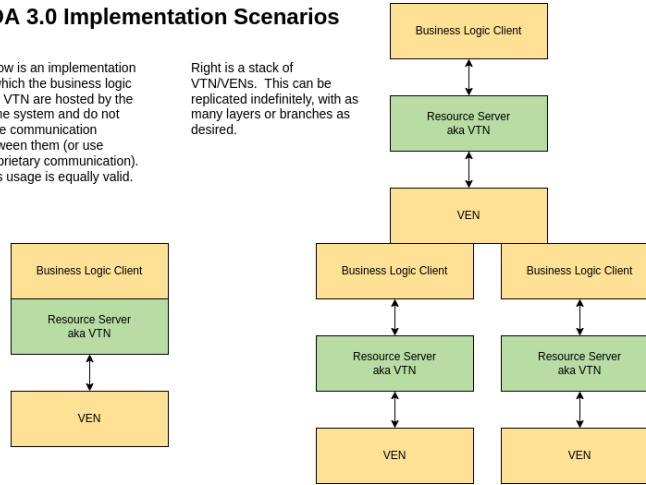 DA 3.0 Implementation Scenarios
ow is an implementation
hich the business logic
VTN are hosted by the
ne system and do not
e communication
ween them (or use
prietary communication).
s usage is equally valid.
Right is a stack of
VTN/VENs. This can be
replicated indefinitely, with as
many layers or branches as
desired.
Business Logic Client
Resource Server
aka VTN
VEN
Business Logic Client
Resource Server
aka VTN
VEN
Business Logic Client
Resource Server
aka VTN
VEN
Business Logic Client
Resource Server
aka VTN
VEN